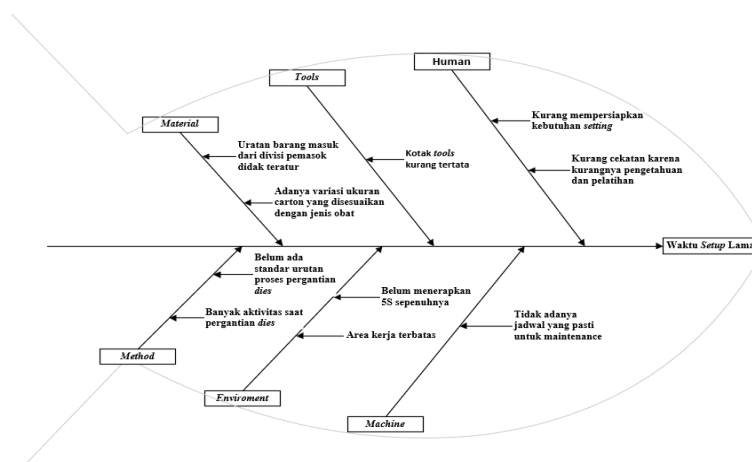 Human
Tools
Material
Kurang mempersiapkan
kebutuhan setting
Kurang cekatan karena
kurangnya pengetahuan
dan pelatihan
Kotak tools
kurang tertata
Uratan barang masuk
dari divisi pemasok
didak teratur
Adanya variasi ukuran
carton yang disesuaikan
dengan jenis obat
Waktu Setup Lama
Belum ada
standar urutan
proses pergantian
dies
Banyak aktivitas saat
pergantian dies
Belum menerapkan
5S sepenuhnya
Area kerja terbatas
Tidak adanya
jadwal yang pasti
untuk maintenance
Method
Enviroment
Machine